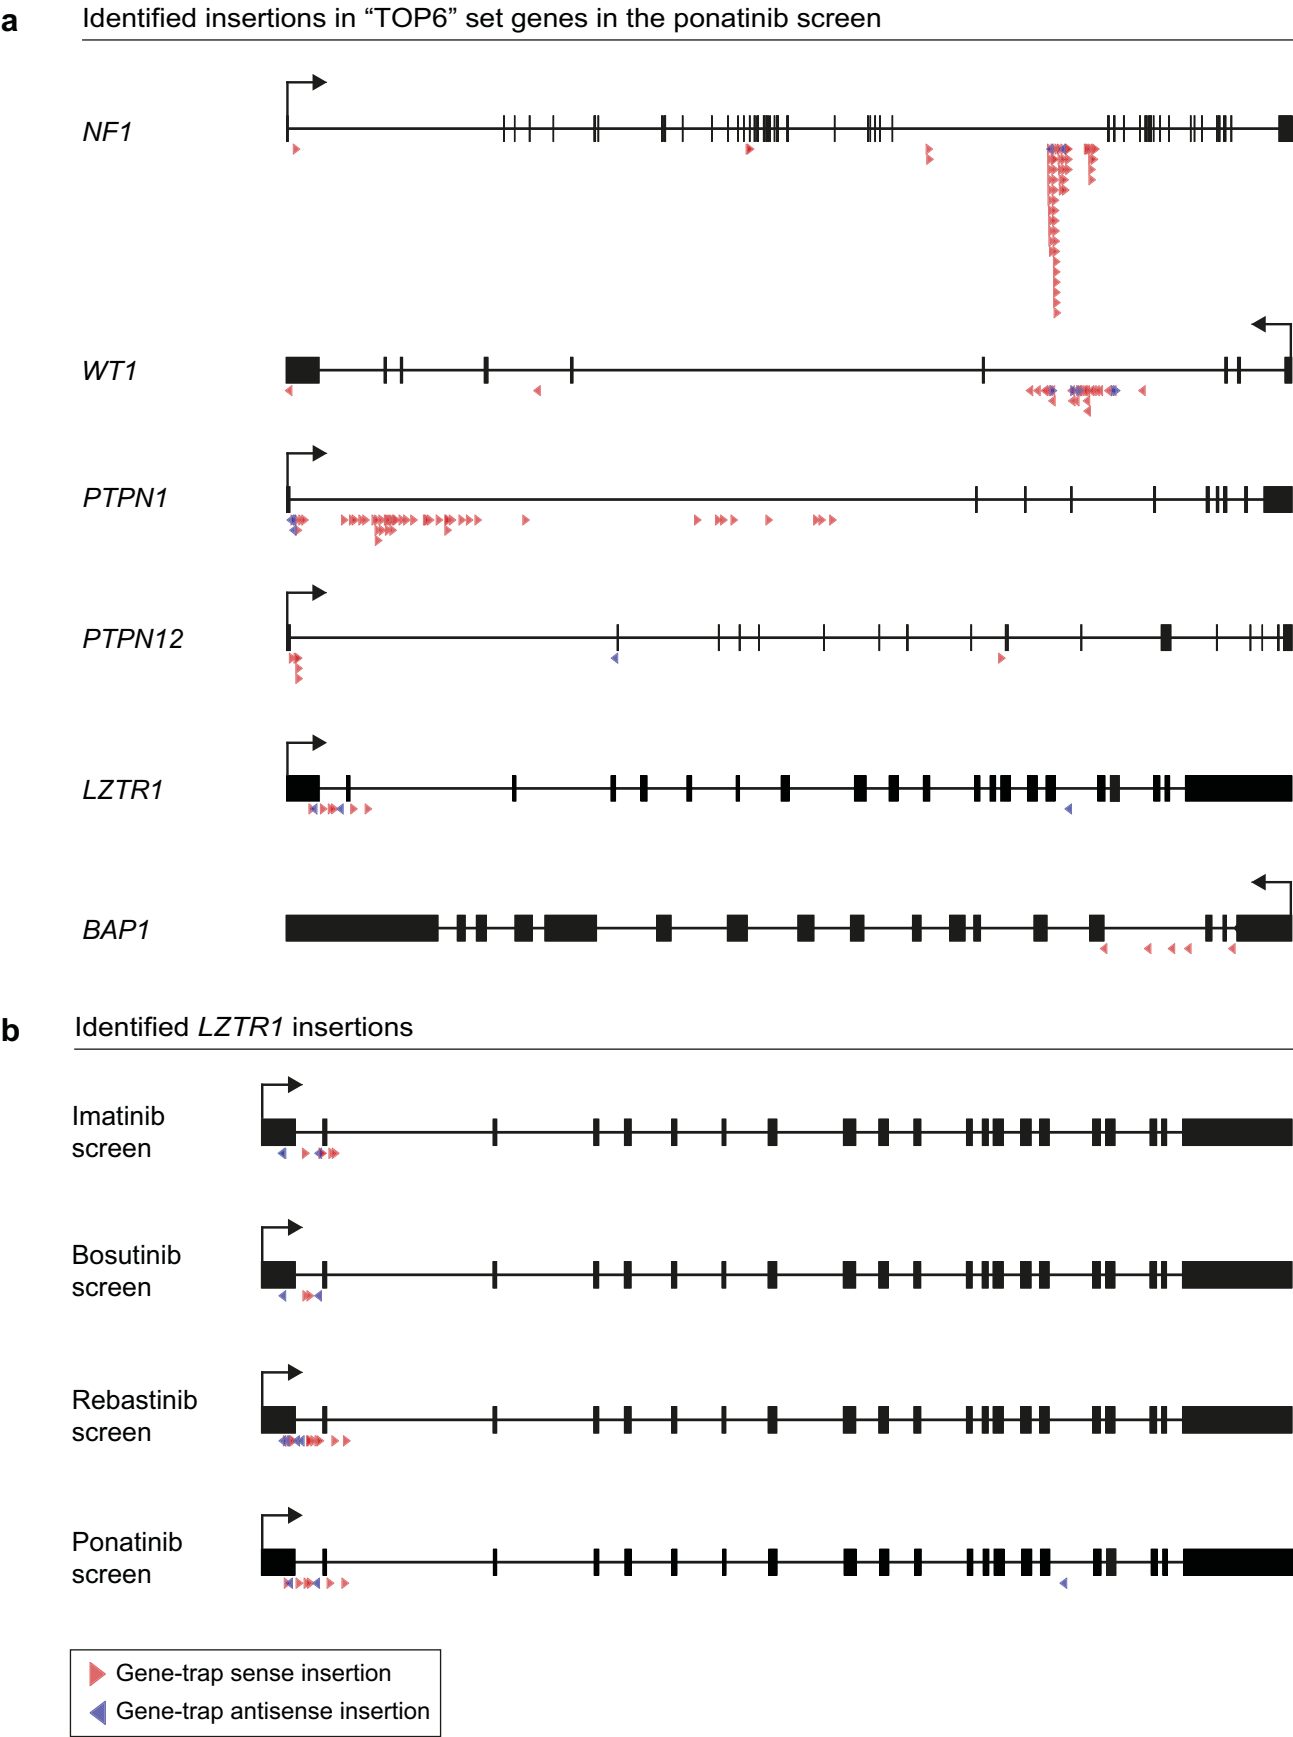 a
Identified insertions in “TOP6” set genes in the ponatinib screen
NF1
WT1
PTPN1
PTPN12
LZTR1
BAP1
b
Identified LZTR1 insertions
Imatinib
screen
Bosutinib
screen
Rebastinib
screen
Ponatinib
screen
Gene-trap sense insertion
Gene-trap antisense insertion